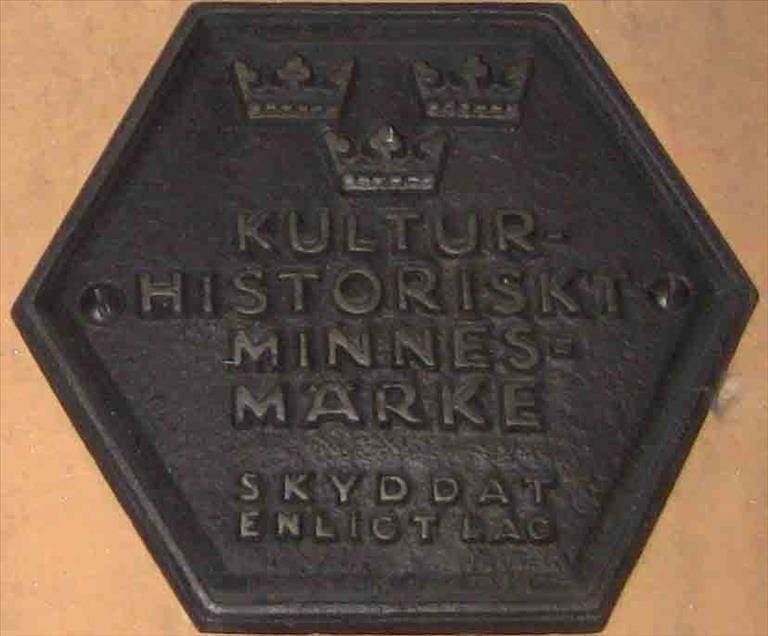 KULTUR-
HISTORISKT
MINNES-
MÄRKE
SKYDDAT
ENLIGT LAG